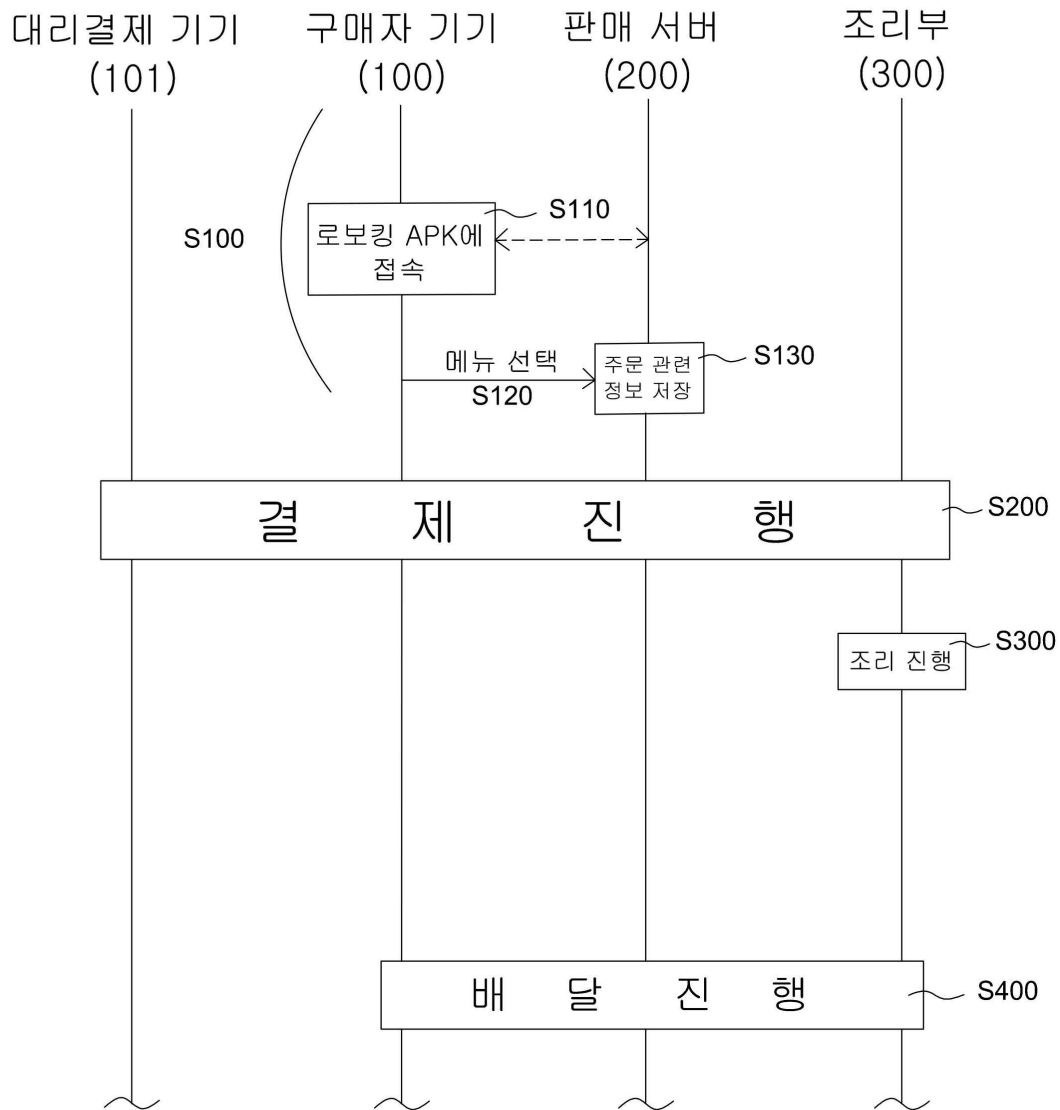 대리결제 기기
(101)
구매자 기기
(100)
판매 서버
(200)
조리부
(300)
S100
S110
로보킹 APK에
접속
메뉴 선택
S120
S130
주문 관련
정보 저장
결 제 진 행
S200
S300
조리 진행
배 달 진 행
S400